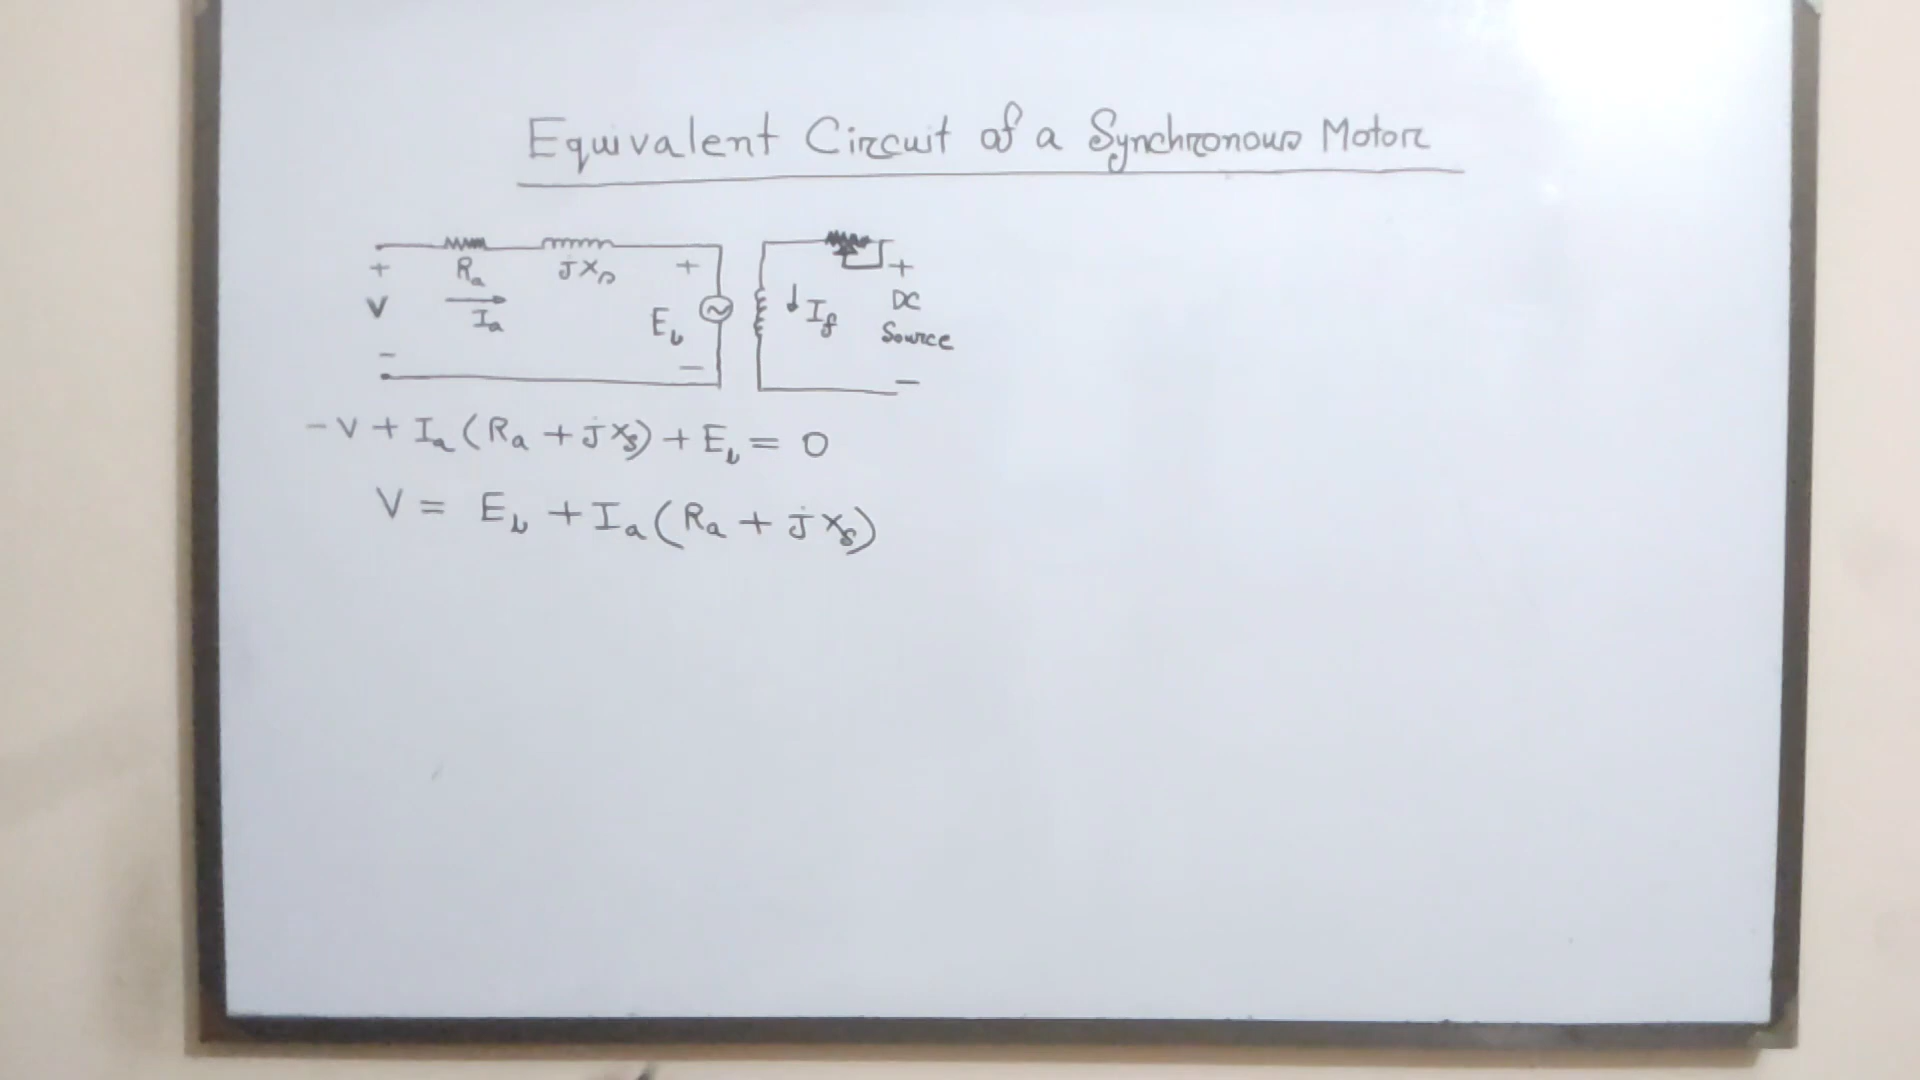 Equivalent Circuit of a Synchronous Motor
+ Ra jXs + +
V Ia Eb If DC
Source
- - -
-V + Ia (Ra + jXs) + Eb = 0
V = Eb + Ia (Ra + jXs)